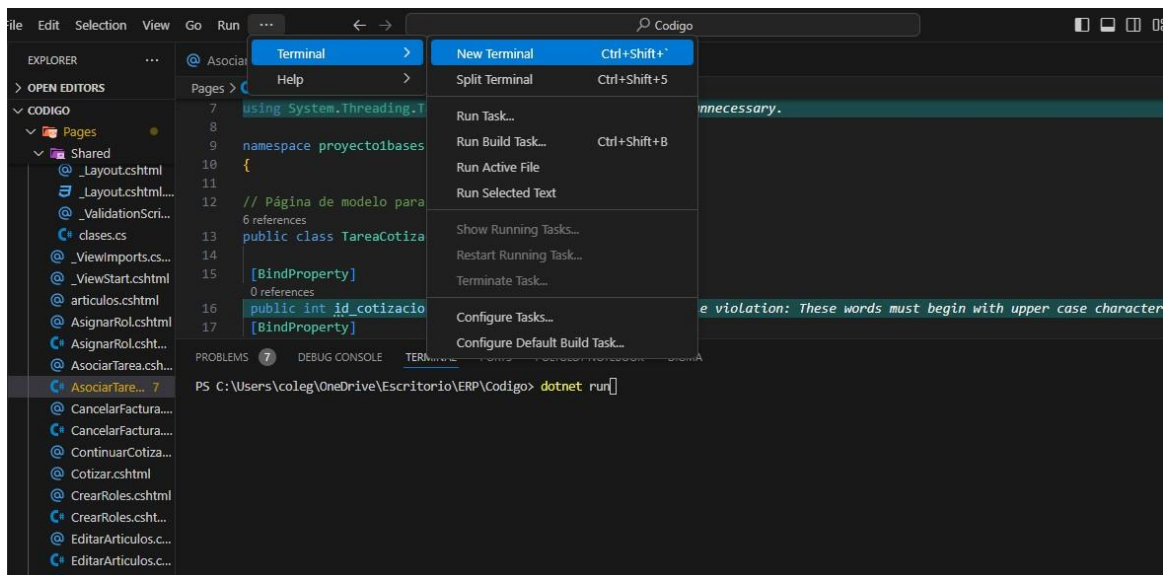 File Edit Selection View Go Run ... ← → Codigo
EXPLORER ...
> OPEN EDITORS
CODIGO
Pages
Shared
_Layout.cshtml
_Layout.cshtml....
_ValidationScri...
clases.cs
_ViewImports.cs...
_ViewStart.cshtml
articulos.cshtml
AsignarRol.cshtml
AsignarRol.csht...
AsociarTarea.csh...
AsociarTare... 7
CancelarFactura....
CancelarFactura....
ContinuarCotiza...
Cotizar.cshtml
CrearRoles.cshtml
CrearRoles.csht...
EditarArticulos.c...
EditarArticulos.c...
Terminal >
Help >
New Terminal Ctrl+Shift+`
Split Terminal Ctrl+Shift+5
Run Task...
Run Build Task... Ctrl+Shift+B
Run Active File
Run Selected Text
Show Running Tasks...
Restart Running Task...
Terminate Task...
Configure Tasks...
Configure Default Build Task...
Pages >
7 using System.Threading.T
8
9 namespace proyecto1bases
10 {
11
12 // Página de modelo para
6 references
13 public class TareaCotiza
14
15 [BindProperty]
0 references
16 public int id_cotizacio e violation: These words must begin with upper case character
17 [BindProperty]
PROBLEMS 7 DEBUG CONSOLE
PS C:\Users\coleg\OneDrive\Escritorio\ERP\Codigo> dotnet run